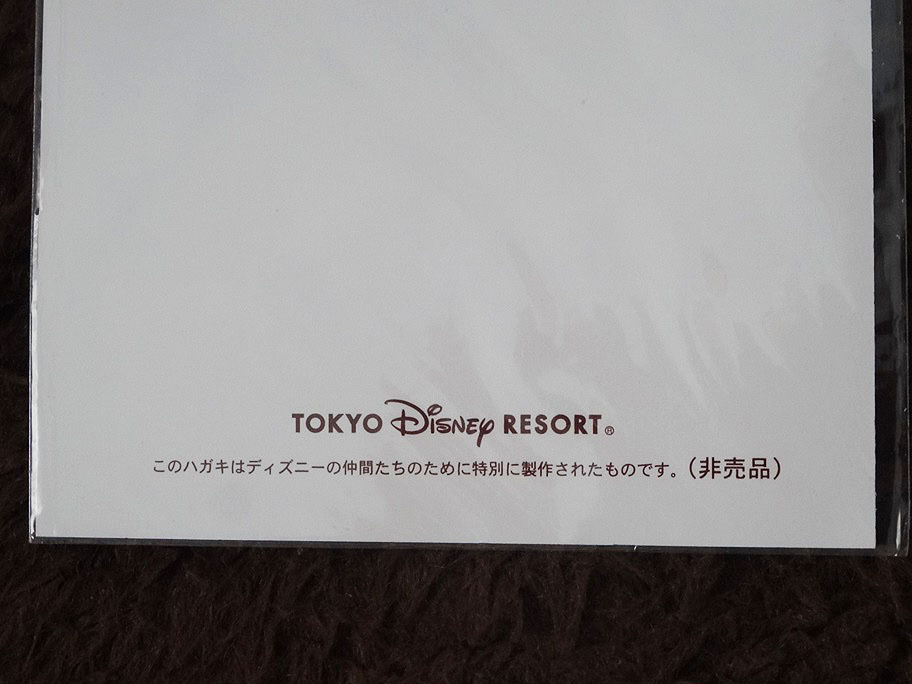 TOKYO Disney RESORT®
このハガキはディズニーの仲間たちのために特別に製作されたものです。(非売品)